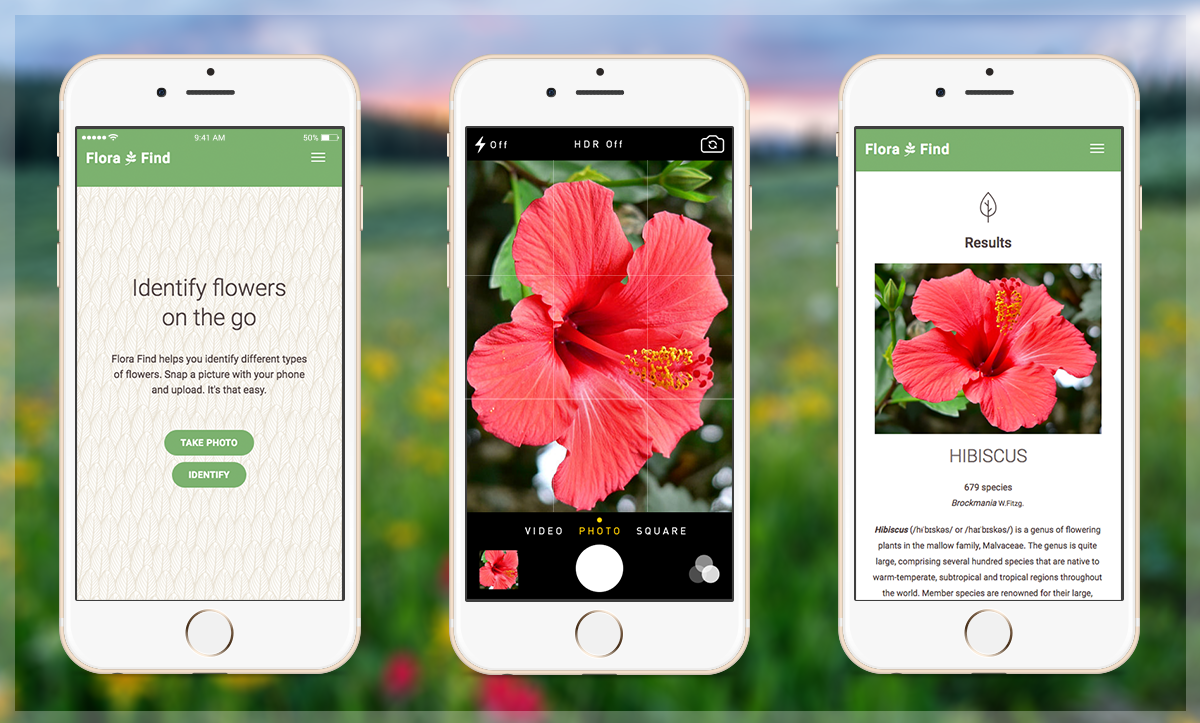 9:41 AM
50%
Flora Find
Identify flowers
on the go
Flora Find helps you identify different types
of flowers. Snap a picture with your phone
and upload. It's that easy.
TAKE PHOTO
IDENTIFY
Off
HDR Off
VIDEO PHOTO SQUARE
Flora Find
Results
HIBISCUS
679 species
Brockmania W.Fitzg.
Hibiscus (/hɨˈbɪskəs/ or /haɪˈbɪskəs/) is a genus of flowering
plants in the mallow family, Malvaceae. The genus is quite
large, comprising several hundred species that are native to
warm-temperate, subtropical and tropical regions throughout
the world. Member species are renowned for their large,